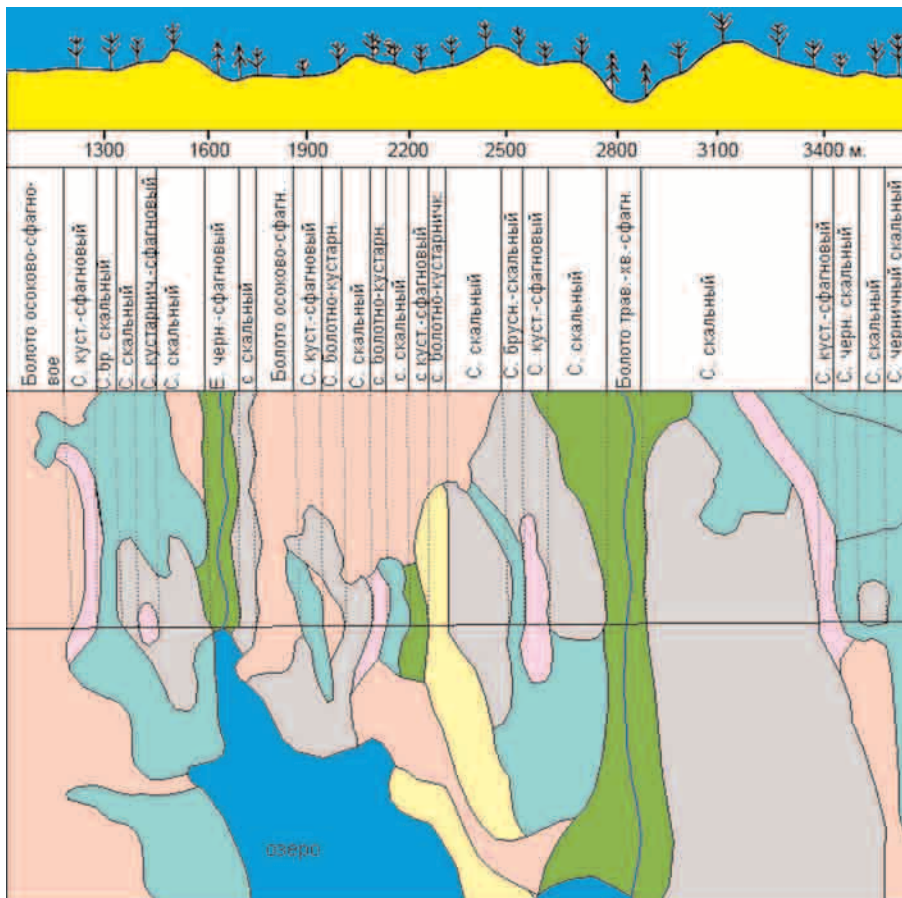 1300 1600 1900 2200 2500 2800 3100 3400 м.
Болото осоково-сфагно-
вое
С. куст.-сфагновый
С.бр. скальный
С. скальный
С.кустарнич.-сфагновый
С. скальный
Е. черн.-сфагновый
с скальный
Болото осоково-сфагн..
С. куст.-сфагновый
С. болотно-кустарн.
С. скальный
с. болотно-кустарн.
с. скальный
с куст.-сфагновый
с. болотно-кустарничк.
С. скальный
С. брусн.-скальный
С куст.-сфагновый
С. скальный
Болото трав.-хв.-сфагн.
С. скальный
С.куст.-сфагновый
С. черн. скальный
С. скальный
С. черничный скальный
озеро